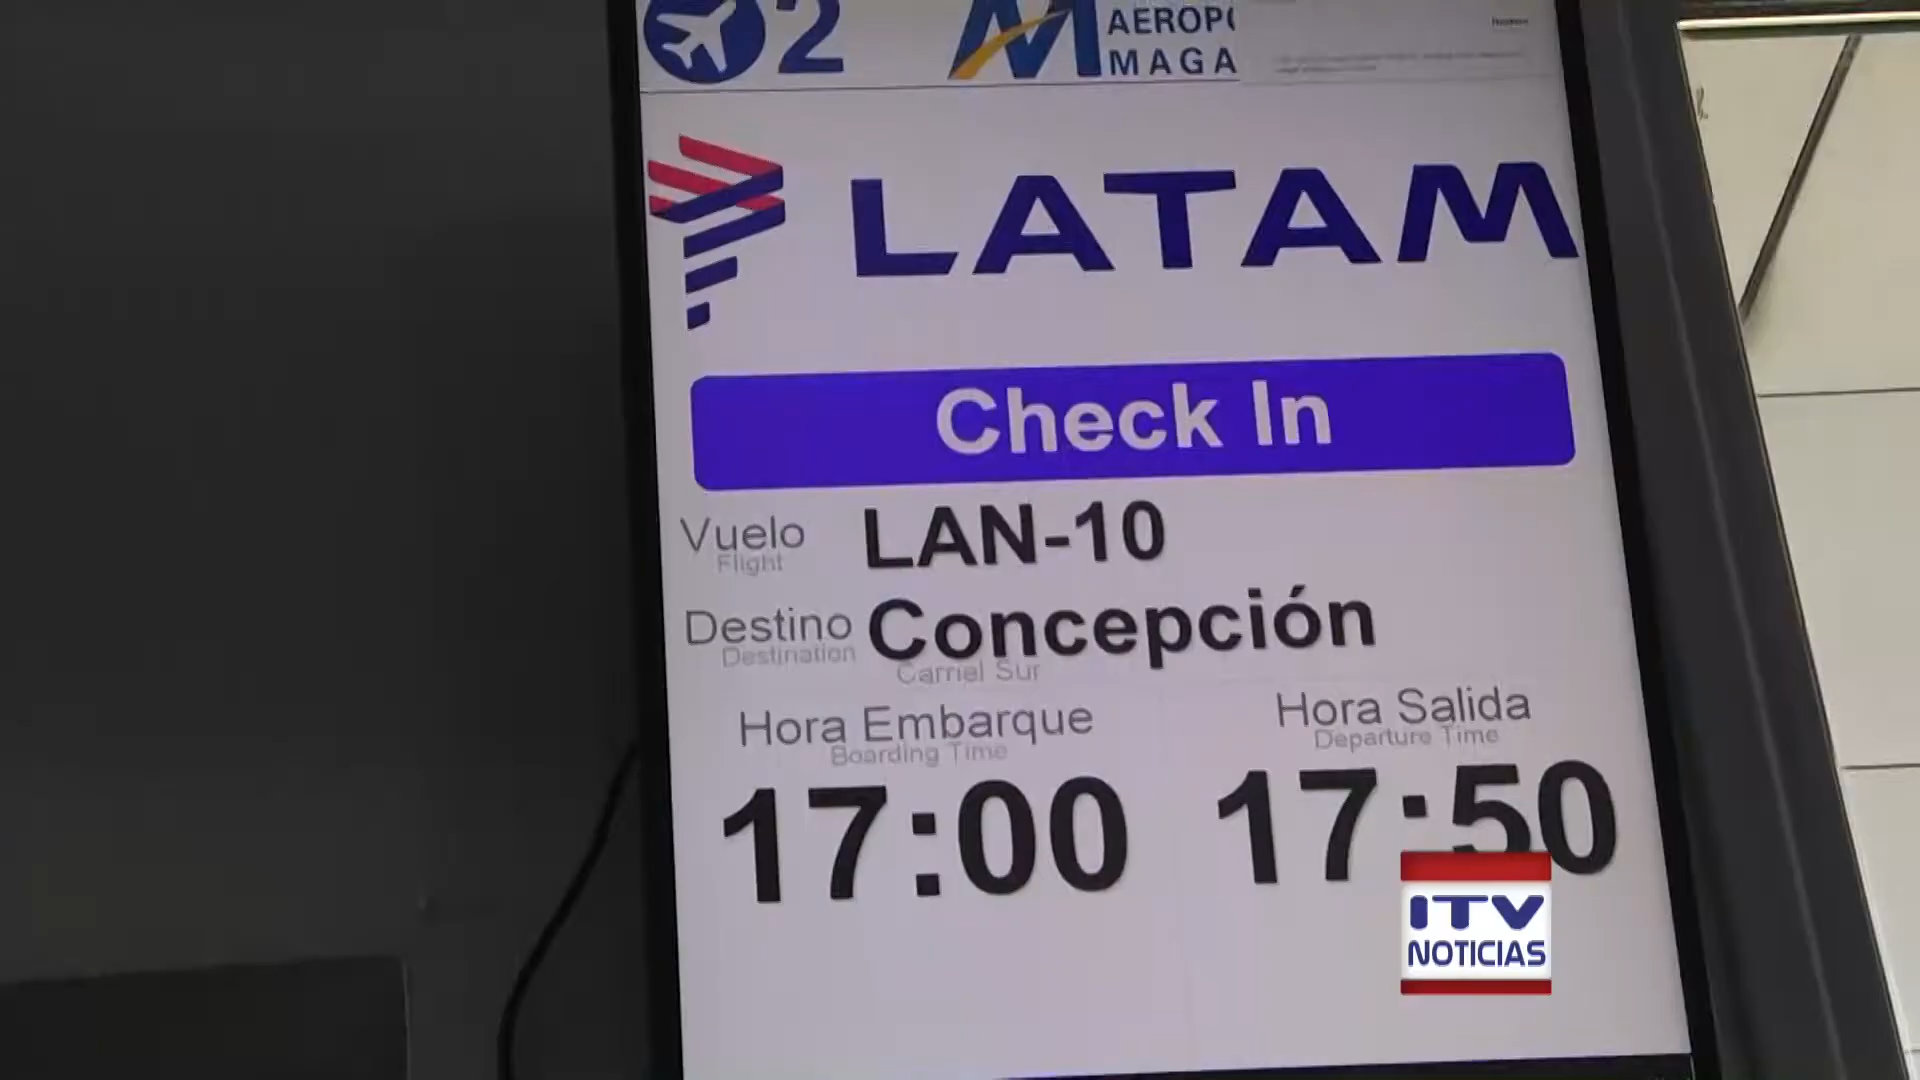 2
AEROP
MAGA
LATAM
Check In
Vuelo LAN-10
Flight
Destino Concepción
Destination Carriel Sur
Hora Embarque Hora Salida
Boarding Time Departure Time
17:00 17:50
ITV
NOTICIAS